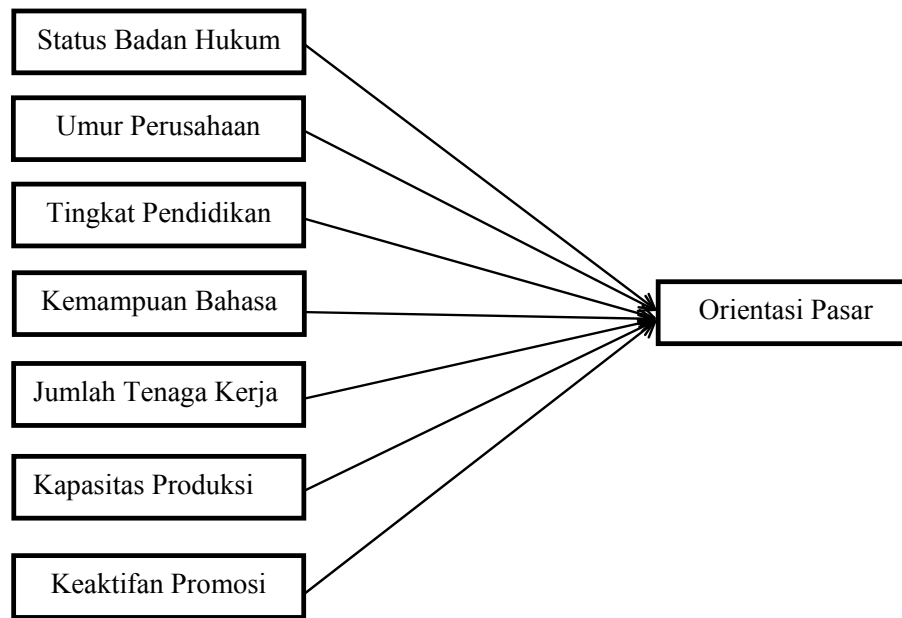 Status Badan Hukum
Umur Perusahaan
Tingkat Pendidikan
Kemampuan Bahasa
Orientasi Pasar
Jumlah Tenaga Kerja
Kapasitas Produksi
Keaktifan Promosi